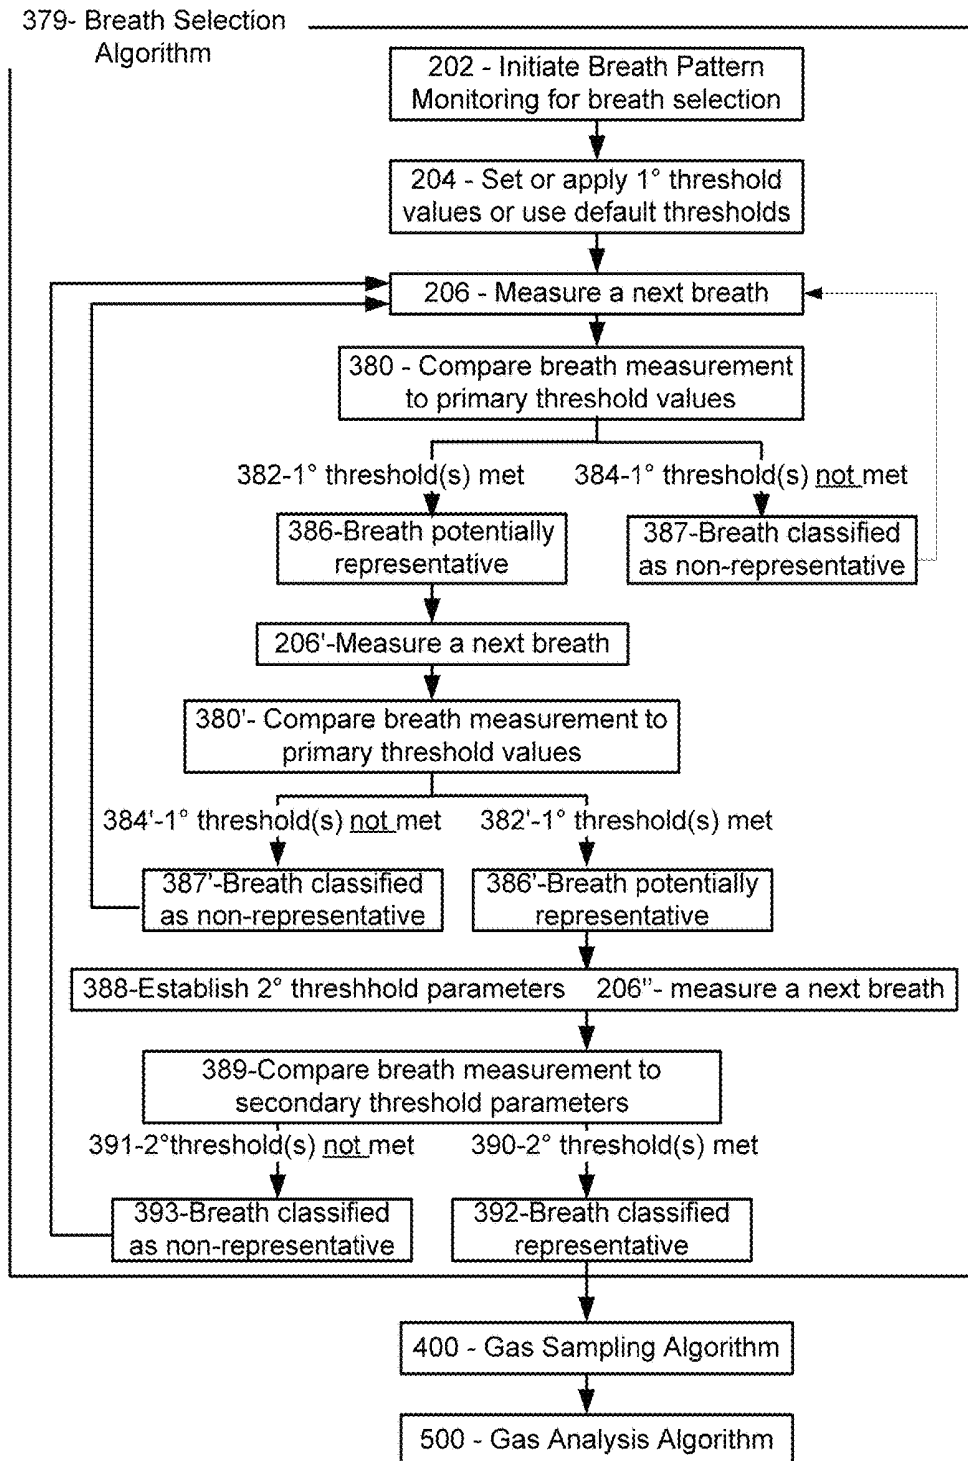 379- Breath Selection
Algorithm
202 - Initiate Breath Pattern
Monitoring for breath selection
204 - Set or apply 1° threshold
values or use default thresholds
206 - Measure a next breath
380 - Compare breath measurement
to primary threshold values
382-1° threshold(s) met
384-1° threshold(s) not met
386-Breath potentially
representative
387-Breath classified
as non-representative
206'-Measure a next breath
380'- Compare breath measurement to
primary threshold values
384'-1° threshold(s) not met
382'-1° threshold(s) met
387'-Breath classified
as non-representative
386'-Breath potentially
representative
388-Establish 2° threshhold parameters 206"- measure a next breath
389-Compare breath measurement to
secondary threshold parameters
391-2°threshold(s) not met
390-2° threshold(s) met
393-Breath classified
as non-representative
392-Breath classified
representative
400 - Gas Sampling Algorithm
500 - Gas Analysis Algorithm